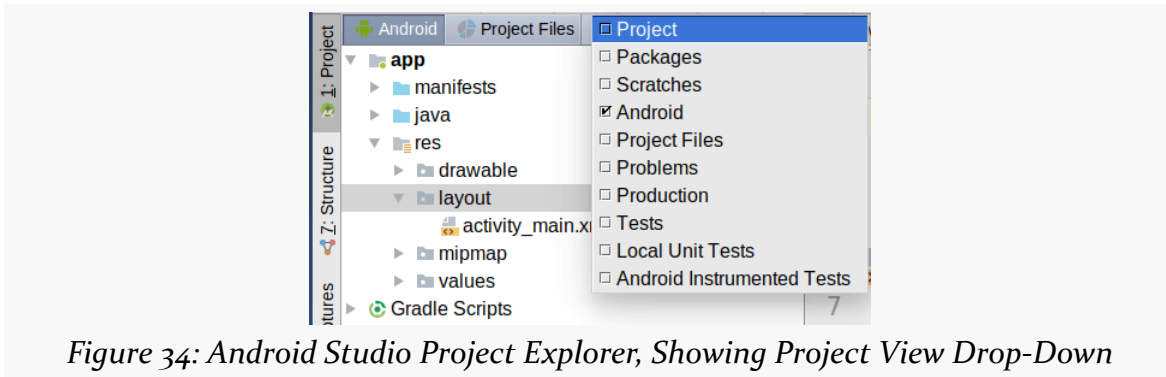 1: Project
7: Structure
Android
Project Files
app
manifests
java
res
drawable
layout
activity_main.x
mipmap
values
Gradle Scripts
Project
Packages
Scratches
Android
Project Files
Problems
Production
Tests
Local Unit Tests
Android Instrumented Tests
7
Figure 34: Android Studio Project Explorer, Showing Project View Drop-Down